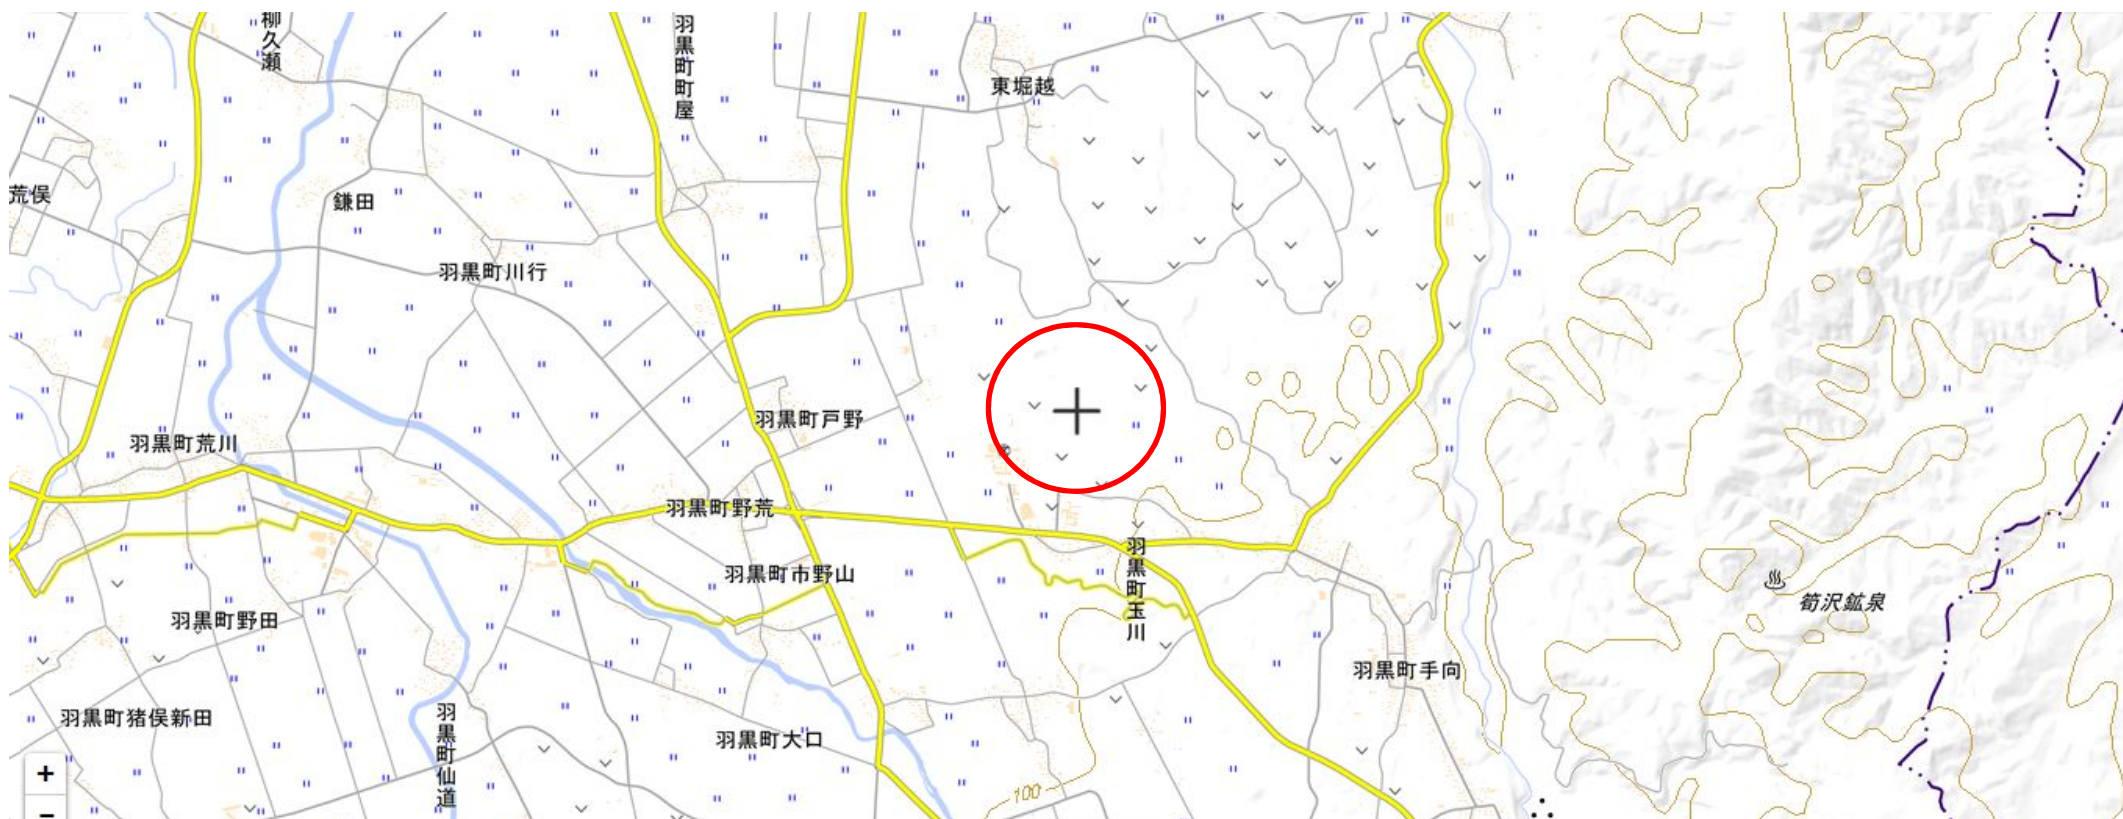 柳久瀬
羽黒町町屋
東堀越
荒俣
鎌田
羽黒町川行
羽黒町戸野
羽黒町荒川
羽黒町野荒
羽黒町玉川
羽黒町市野山
筍沢鉱泉
羽黒町野田
羽黒町手向
羽黒町猪俣新田
羽黒町仙道
羽黒町大口
100
+
−